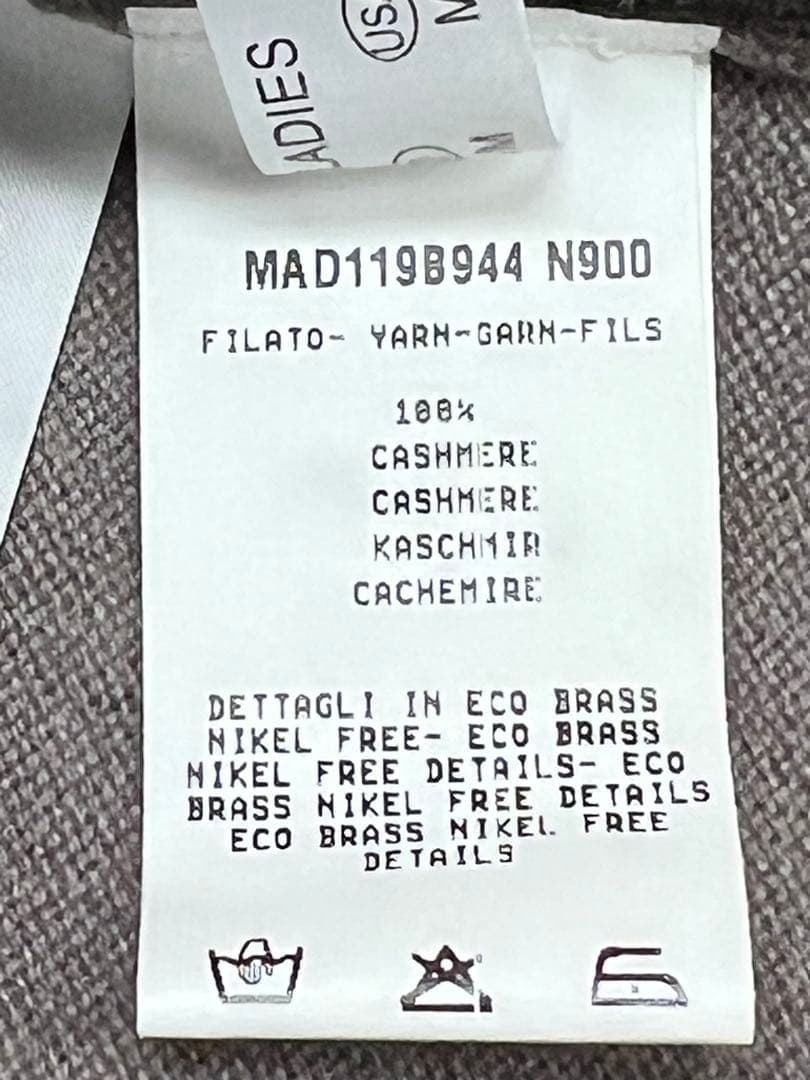 ADIES
US
M
M
MAD119B944 N900
FILATO- YARN-GARN-FILS
100%
CASHMERE
CASHMERE
KASCHMIR
CACHEMIRE
DETTAGLI IN ECO BRASS
NIKEL FREE- ECO BRASS
NIKEL FREE DETAILS- ECO
BRASS NIKEL FREE DETAILS
ECO BRASS NIKEL FREE
DETAILS